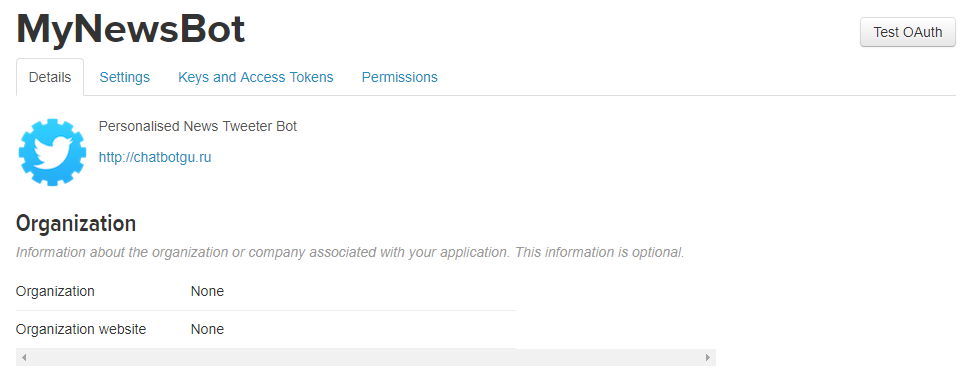 MyNewsBot
Test OAuth
Details Settings Keys and Access Tokens Permissions
Personalised News Tweeter Bot
http://chatbotgu.ru
Organization
Information about the organization or company associated with your application. This information is optional.
Organization None
Organization website None